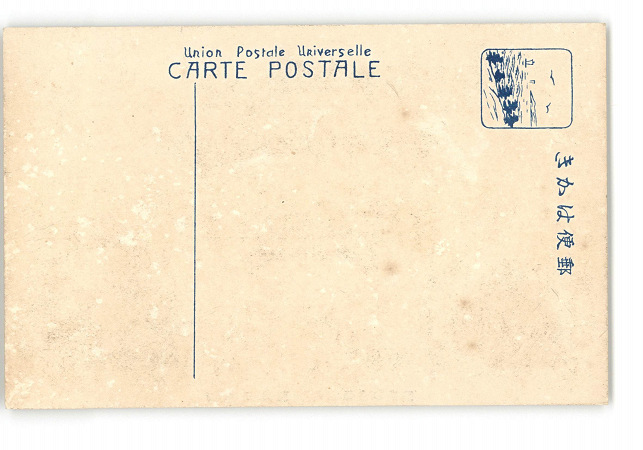 Union Postale Universelle
CARTE POSTALE
郵便はかき